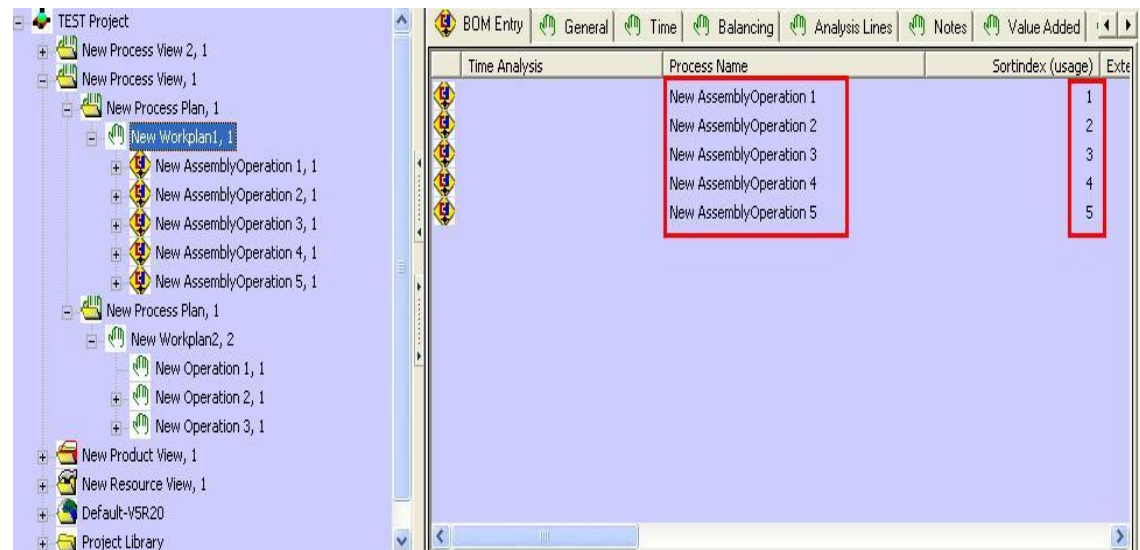 TEST Project
New Process View 2, 1
New Process View, 1
New Process Plan, 1
New Workplan1, 1
New AssemblyOperation 1, 1
New AssemblyOperation 2, 1
New AssemblyOperation 3, 1
New AssemblyOperation 4, 1
New AssemblyOperation 5, 1
New Process Plan, 1
New Workplan2, 2
New Operation 1, 1
New Operation 2, 1
New Operation 3, 1
New Product View, 1
New Resource View, 1
Default-V5R20
Project Library
BOM Entry General Time Balancing Analysis Lines Notes Value Added
Time Analysis Process Name Sortindex (usage) Exte
New AssemblyOperation 1 1
New AssemblyOperation 2 2
New AssemblyOperation 3 3
New AssemblyOperation 4 4
New AssemblyOperation 5 5